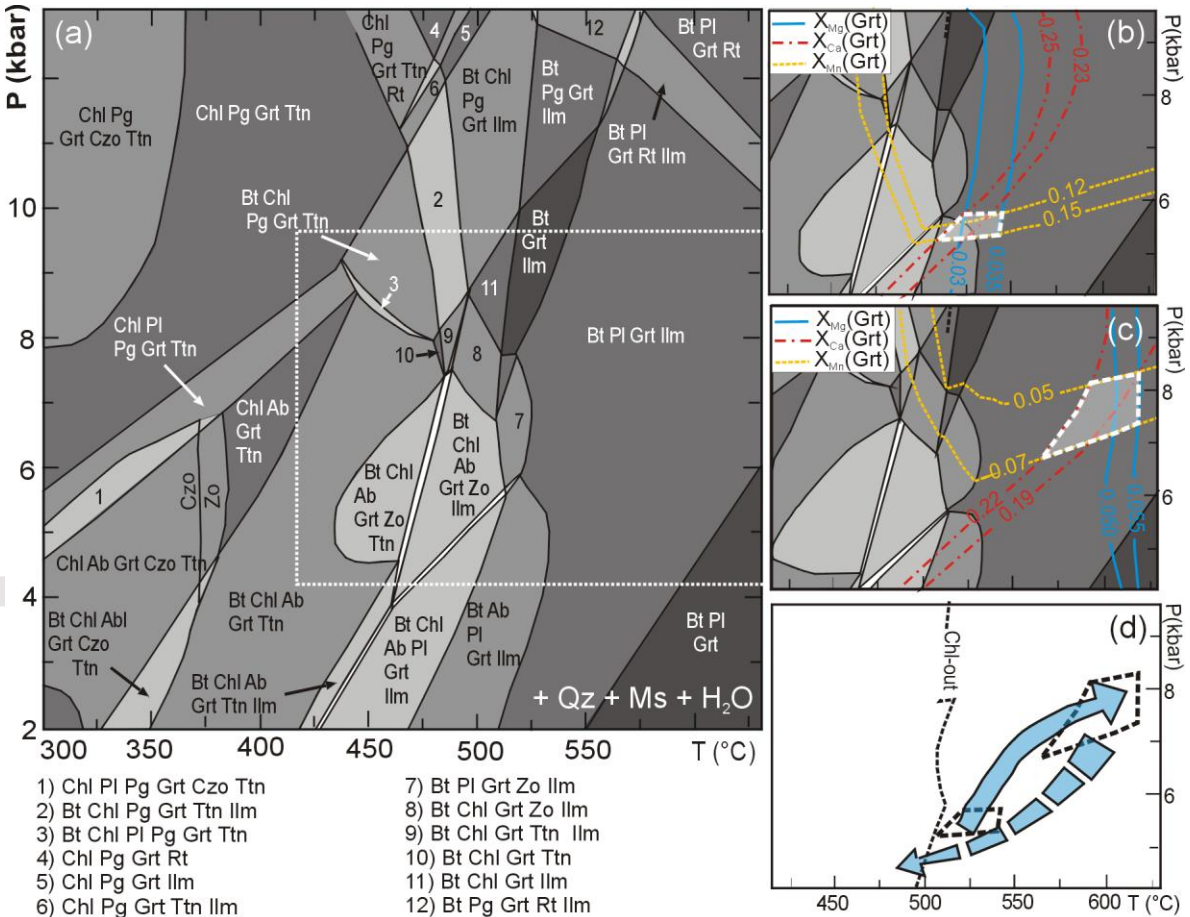 (a)
P (kbar)
10
8
6
4
2
300
350
400
450
500
550
T (°C)
Chl Pg
Grt Czo Ttn
Chl Pg Grt Ttn
Chl
Pg
Grt Ttn
Rt
4
5
6
12
Bt Chl
Pg
Grt Ilm
Bt
Pg Grt
Ilm
Bt Pl
Grt Rt
Bt Pl
Grt Rt Ilm
Bt Chl
Pg Grt Ttn
2
3
Bt
Grt
Ilm
11
9
10
8
7
Bt Pl Grt Ilm
Chl Pl
Pg Grt Ttn
Chl Ab
Grt
Ttn
1
Czo
Zo
Chl Ab Grt Czo Ttn
Bt Chl
Ab
Grt Zo
Ttn
Bt
Chl
Ab
Grt Zo
Ilm
Bt Chl Abl
Grt Czo
Ttn
Bt Chl Ab
Grt Ttn
Bt Chl Ab
Grt Ttn Ilm
Bt Chl
Ab Pl
Grt
Ilm
Bt Ab
Pl
Grt Ilm
Bt Pl
Grt
+ Qz + Ms + H2O
1) Chl Pl Pg Grt Czo Ttn
2) Bt Chl Pg Grt Ttn Ilm
3) Bt Chl Pl Pg Grt Ttn
4) Chl Pg Grt Rt
5) Chl Pg Grt Ilm
6) Chl Pg Grt Ttn Ilm
7) Bt Pl Grt Zo Ilm
8) Bt Chl Grt Zo Ilm
9) Bt Chl Grt Ttn Ilm
10) Bt Chl Grt Ttn
11) Bt Chl Grt Ilm
12) Bt Pg Grt Rt Ilm
(b)
XMg(Grt)
XCa(Grt)
XMn(Grt)
0.25
0.23
0.12
0.15
0.03
P(kbar)
8
6
(c)
XMg(Grt)
XCa(Grt)
XMn(Grt)
0.05
0.07
0.22
0.19
0.060
0.055
P(kbar)
8
6
(d)
Chl-out
P(kbar)
8
6
450
500
550
600
T (°C)